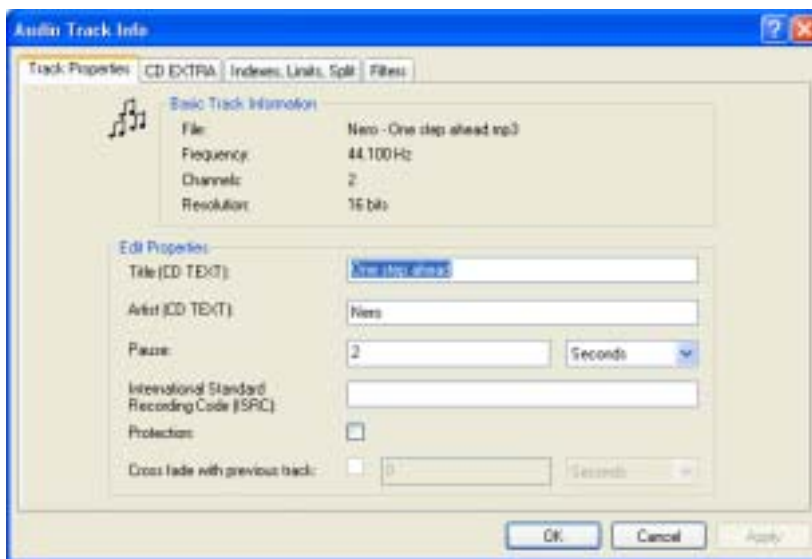 Audio Track Info
Track Properties CD EXTRA Indexes, Limits, Split Filters
Basic Track Information
File: Nero - One step ahead.mp3
Frequency: 44.100 Hz
Channels: 2
Resolution: 16 bits
Edit Properties
Title (CD TEXT): One step ahead
Artist (CD TEXT): Nero
Pause: 2 Seconds
International Standard
Recording Code (ISRC):
Protection:
Cross fade with previous track: 0 Seconds
OK Cancel Apply